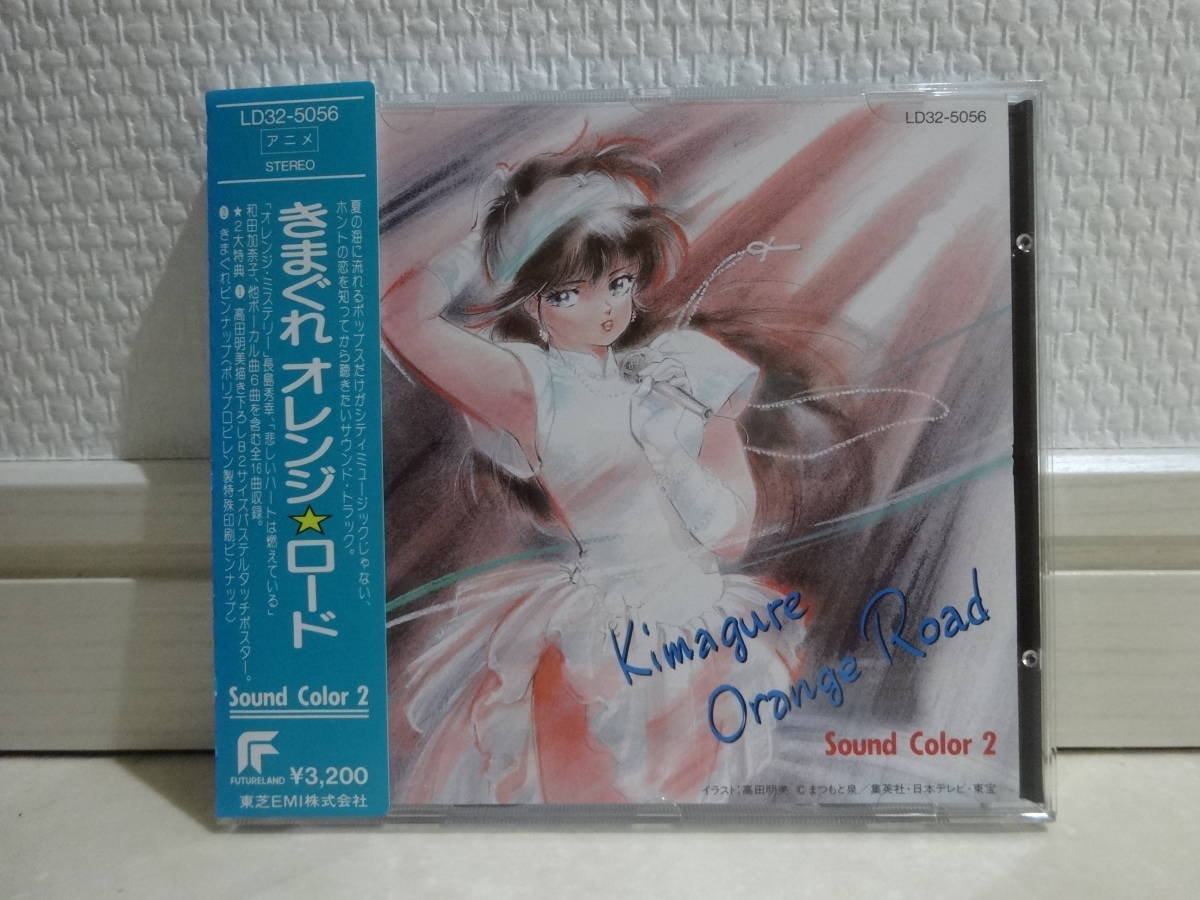 LD32-5056
アニメ
STEREO
きまぐれオレンジ★ロード
夏の海に流れるポップスだけがシティミュージックじゃない、
ホントの恋を知ってから聴きたいサウンド・トラック。
「オレンジ・ミステリー」長島秀幸、「悲しいハートは燃えている」
和田加奈子、他ボーカル曲6曲を含む全16曲収録。
★2大特典❶高田明美描き下ろしB2サイズパステルタッチポスター。
きまぐれピンナップ(ポリプロピレン製特殊印刷ピンナップ)
Sound Color 2
FUTURELAND
¥3,200
東芝EMI株式会社
LD32-5056
Kimagure
Orange Road
Sound Color 2
イラスト:高田明美 ©まつもと泉/集英社・日本テレビ・東宝